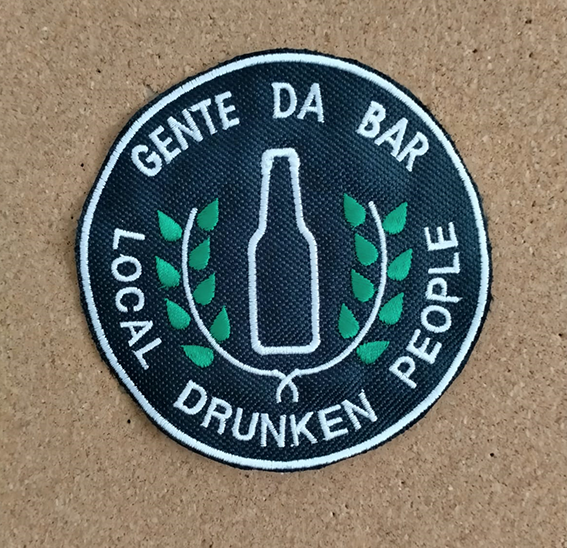 GENTE DA BAR
LOCAL DRUNKEN PEOPLE